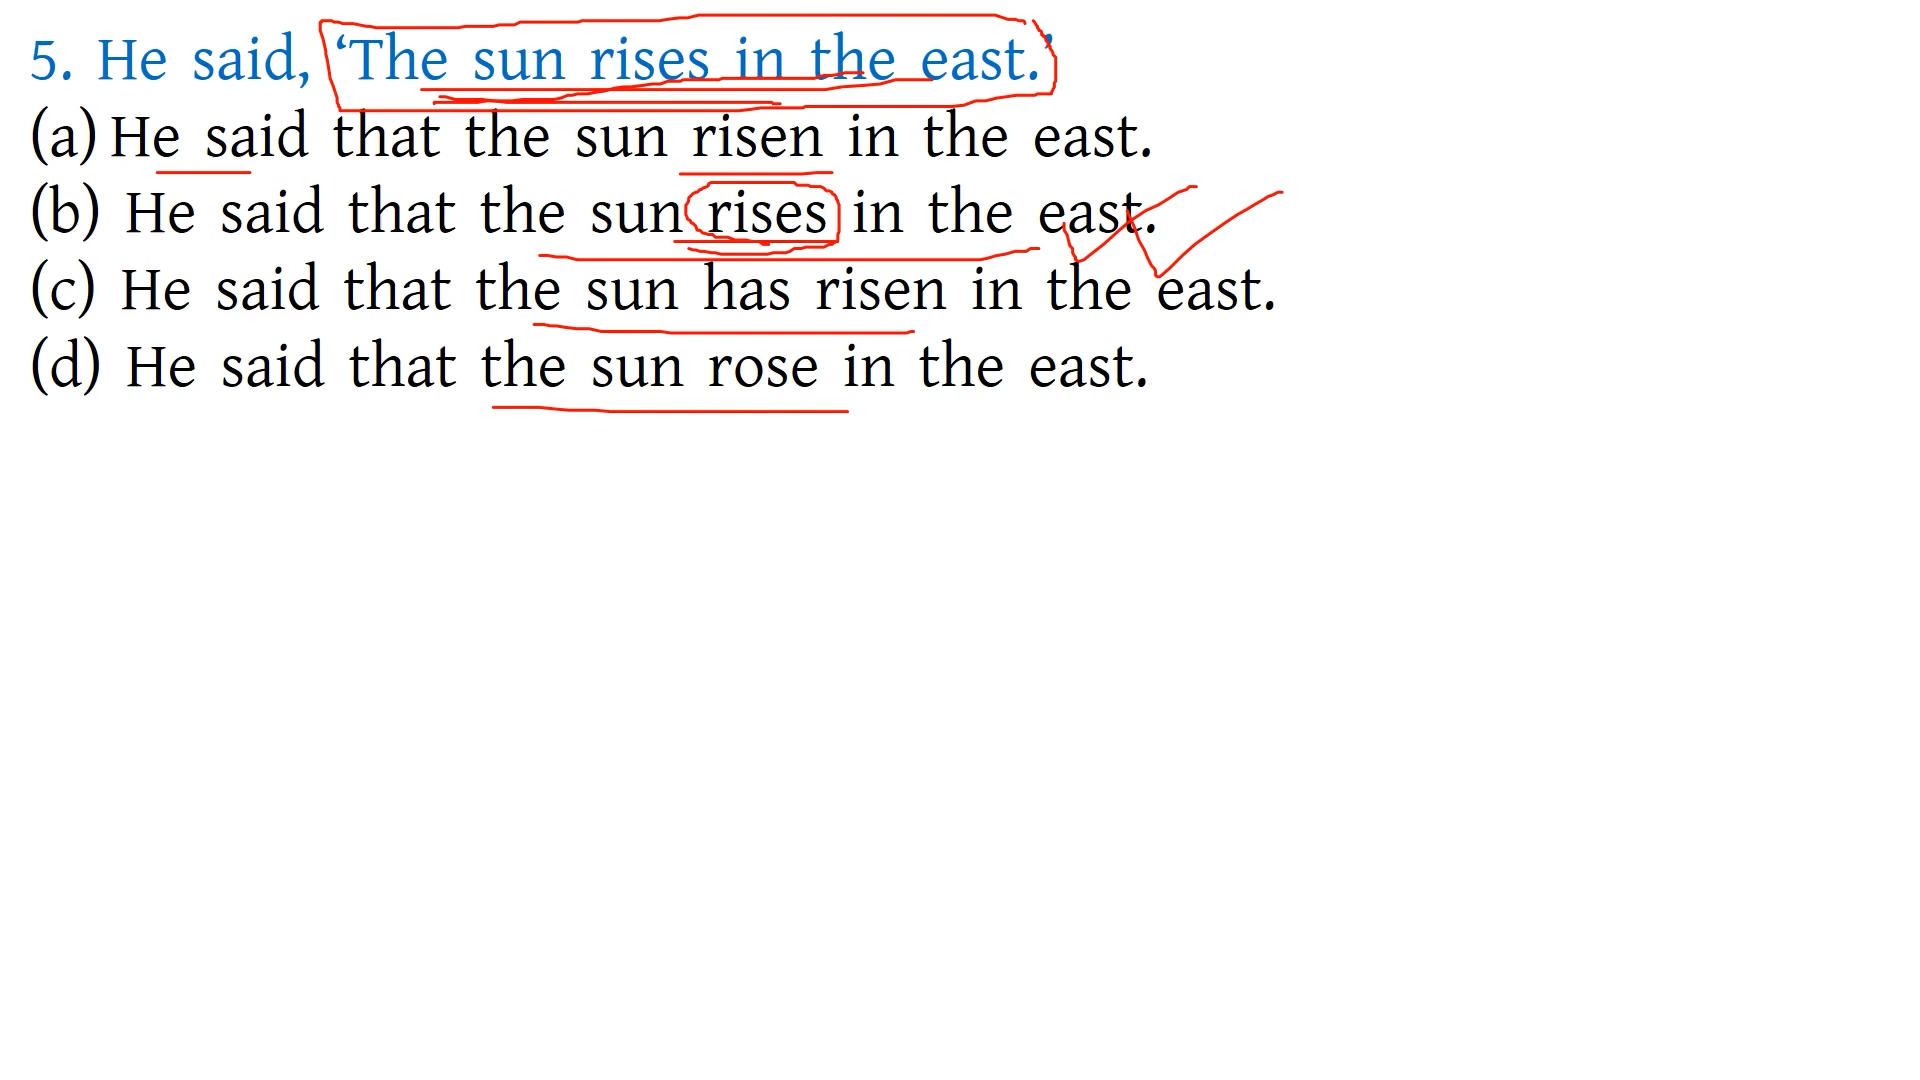 5. He said, ‘The sun rises in the east.’
(a) He said that the sun risen in the east.
(b) He said that the sun rises in the east.
(c) He said that the sun has risen in the east.
(d) He said that the sun rose in the east.